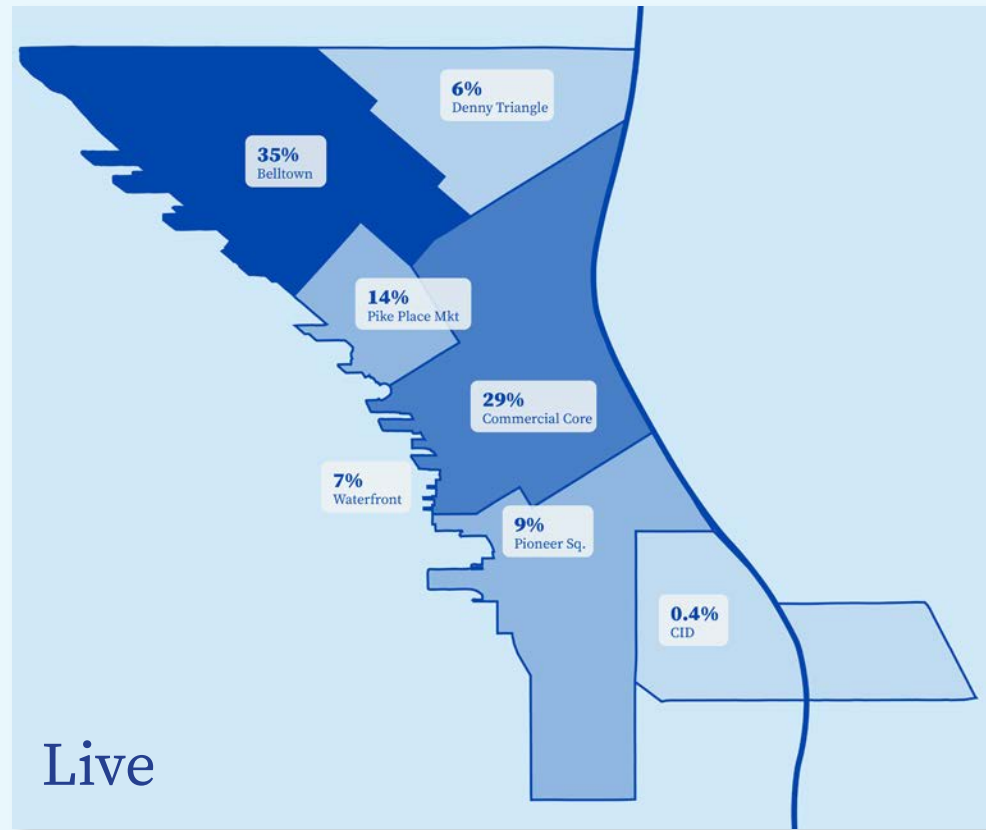 6%
Denny Triangle
35%
Belltown
14%
Pike Place Mkt
29%
Commercial Core
7%
Waterfront
9%
Pioneer Sq.
0.4%
CID
Live